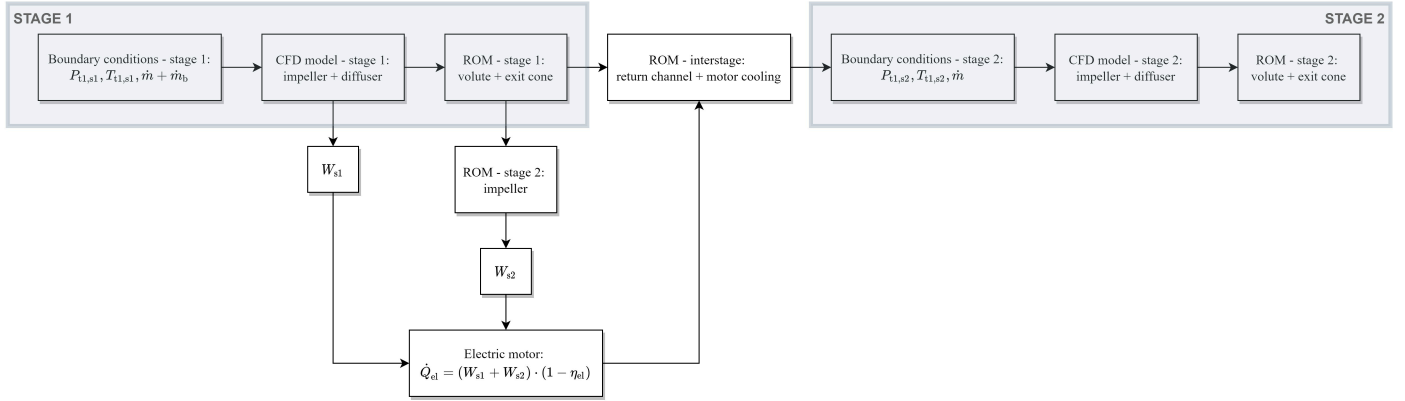 STAGE 1
Boundary conditions - stage 1:
P_t1,s1, T_t1,s1, ṁ + ṁ_b
CFD model - stage 1:
impeller + diffuser
ROM - stage 1:
volute + exit cone
ROM - interstage:
return channel + motor cooling
STAGE 2
Boundary conditions - stage 2:
P_t1,s2, T_t1,s2, ṁ
CFD model - stage 2:
impeller + diffuser
ROM - stage 2:
volute + exit cone
W_s1
ROM - stage 2:
impeller
W_s2
Electric motor:
Q̇_el = (W_s1 + W_s2) · (1 − η_el)